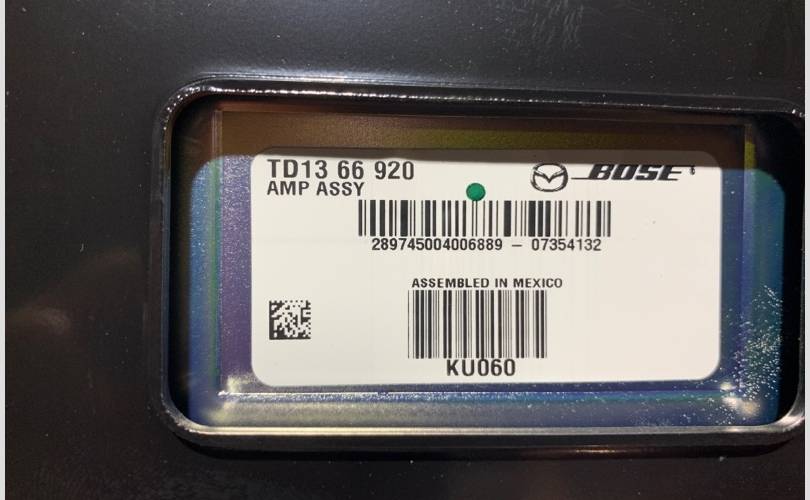 TD13 66 920
AMP ASSY
BOSE
289745004006889 - 07354132
ASSEMBLED IN MEXICO
KU060